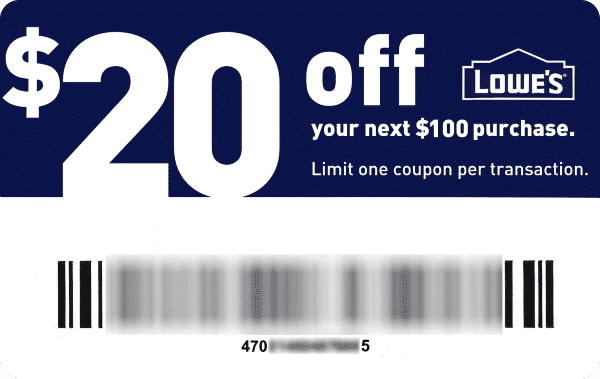 $20 off
LOWE'S
your next $100 purchase.
Limit one coupon per transaction.
470 5